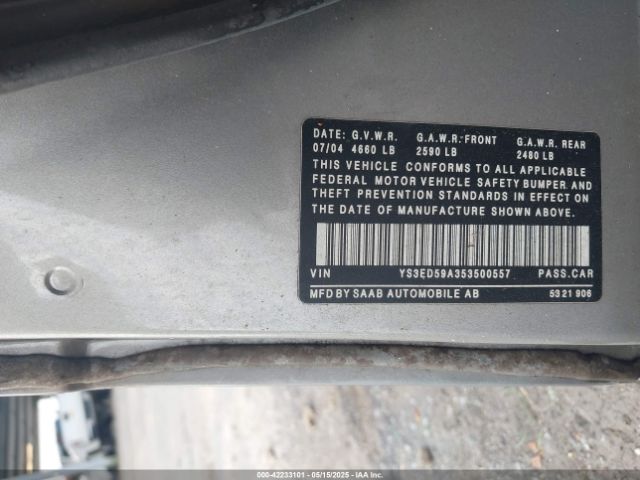 DATE: G.V.W.R. G.A.W.R. FRONT G.A.W.R. REAR
07/04 4660 LB 2590 LB 2480 LB
THIS VEHICLE CONFORMS TO ALL APPLICABLE
FEDERAL MOTOR VEHICLE SAFETY BUMPER AND
THEFT PREVENTION STANDARDS IN EFFECT ON
THE DATE OF MANUFACTURE SHOWN ABOVE.
VIN YS3ED59A353500557 PASS.CAR
MFD BY SAAB AUTOMOBILE AB 5321906
000-42233101 - 05/15/2025 - IAAI.COM